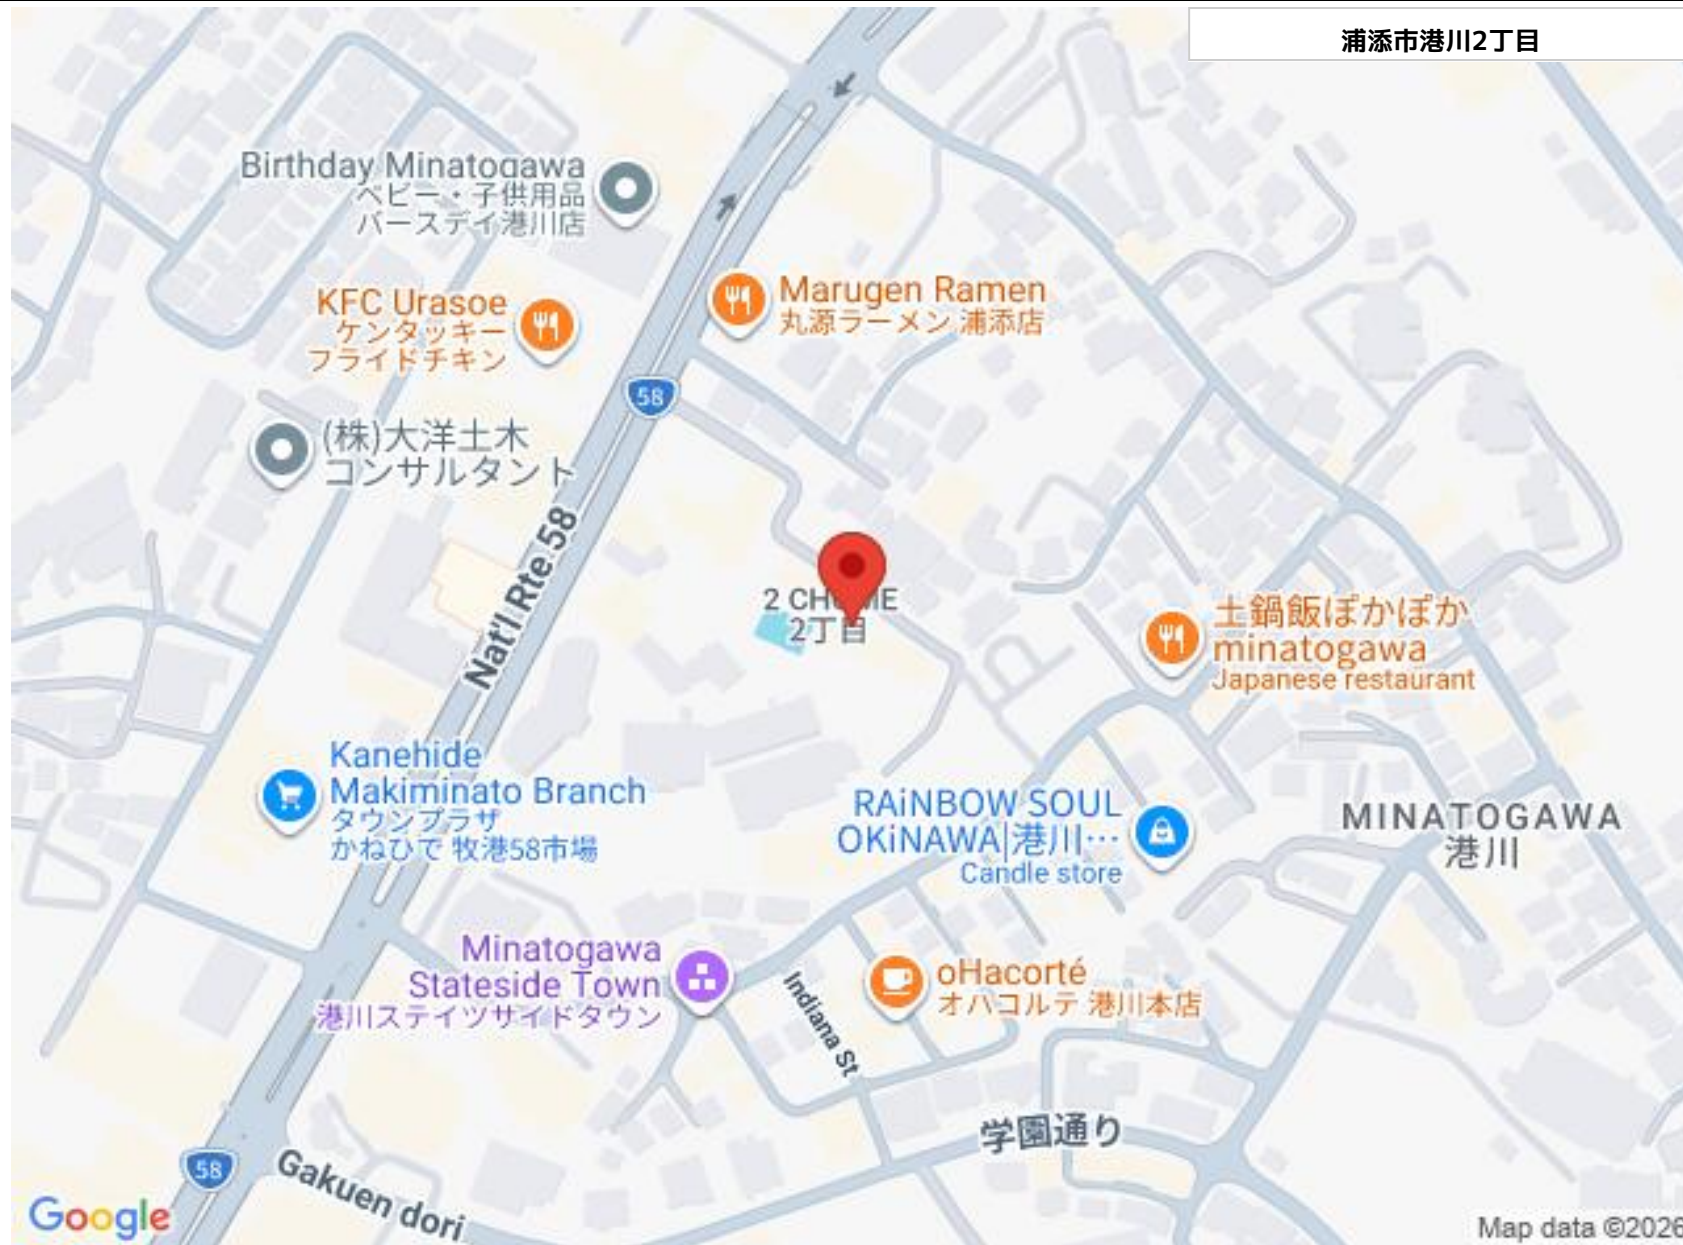 浦添市港川2丁目
Birthday Minatogawa
ベビー・子供用品
バースデイ港川店
KFC Urasoe
ケンタッキー
フライドチキン
Marugen Ramen
丸源ラーメン 浦添店
58
(株)大洋土木
コンサルタント
Nat'l Rte 58
2丁目
土鍋飯ぽかぽか
minatogawa
Japanese restaurant
Kanehide
Makiminato Branch
タウンプラザ
かねひで 牧港58市場
RAiNBOW SOUL
OKiNAWA|港川…
Candle store
MINATOGAWA
港川
Minatogawa
Stateside Town
港川ステイツサイドタウン
Indiana St
oHacorté
オハコルテ 港川本店
学園通り
58
Gakuen dori
Google
Map data ©2026